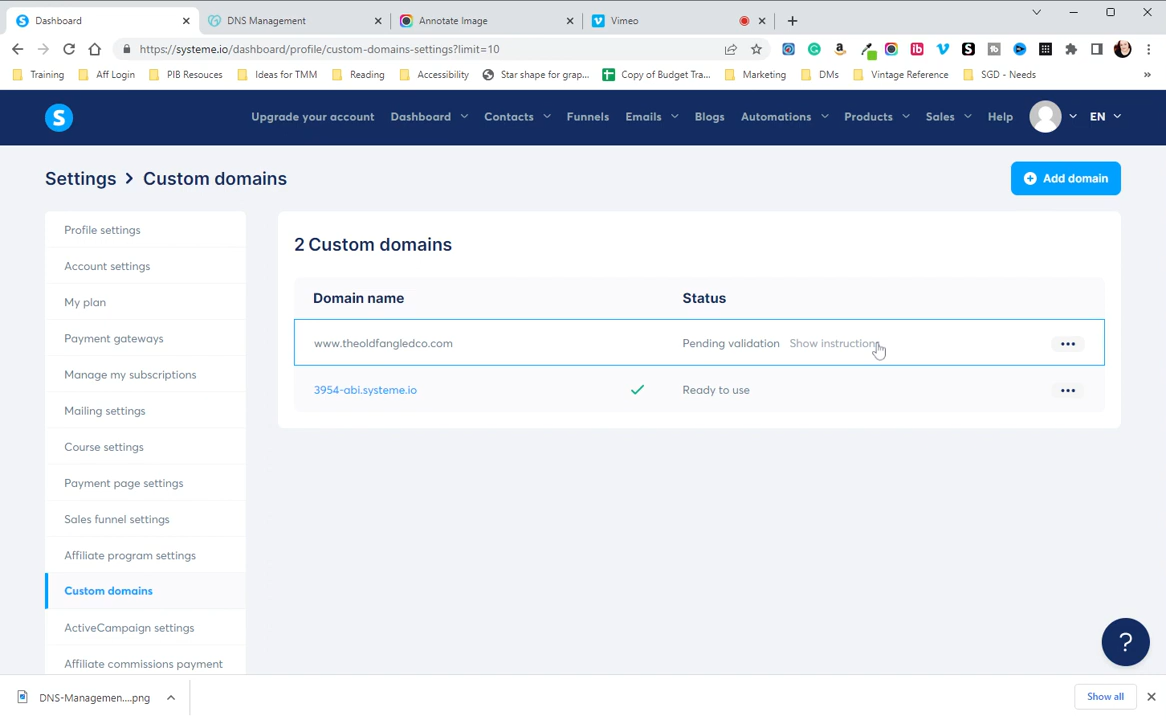 Dashboard
DNS Management
Annotate Image
Vimeo
https://systeme.io/dashboard/profile/custom-domains-settings?limit=10
Training
Aff Login
PIB Resouces
Ideas for TMM
Reading
Accessibility
Star shape for grap...
Copy of Budget Tra...
Marketing
DMs
Vintage Reference
SGD - Needs
»
S
Upgrade your account
Dashboard
Contacts
Funnels
Emails
Blogs
Automations
Products
Sales
Help
EN
Settings > Custom domains
Add domain
Profile settings
Account settings
My plan
Payment gateways
Manage my subscriptions
Mailing settings
Course settings
Payment page settings
Sales funnel settings
Affiliate program settings
Custom domains
ActiveCampaign settings
Affiliate commissions payment
2 Custom domains
Domain name
Status
www.theoldfangledco.com
Pending validation
Show instructions
3954-abi.systeme.io
Ready to use
?
DNS-Managemen....png
Show all